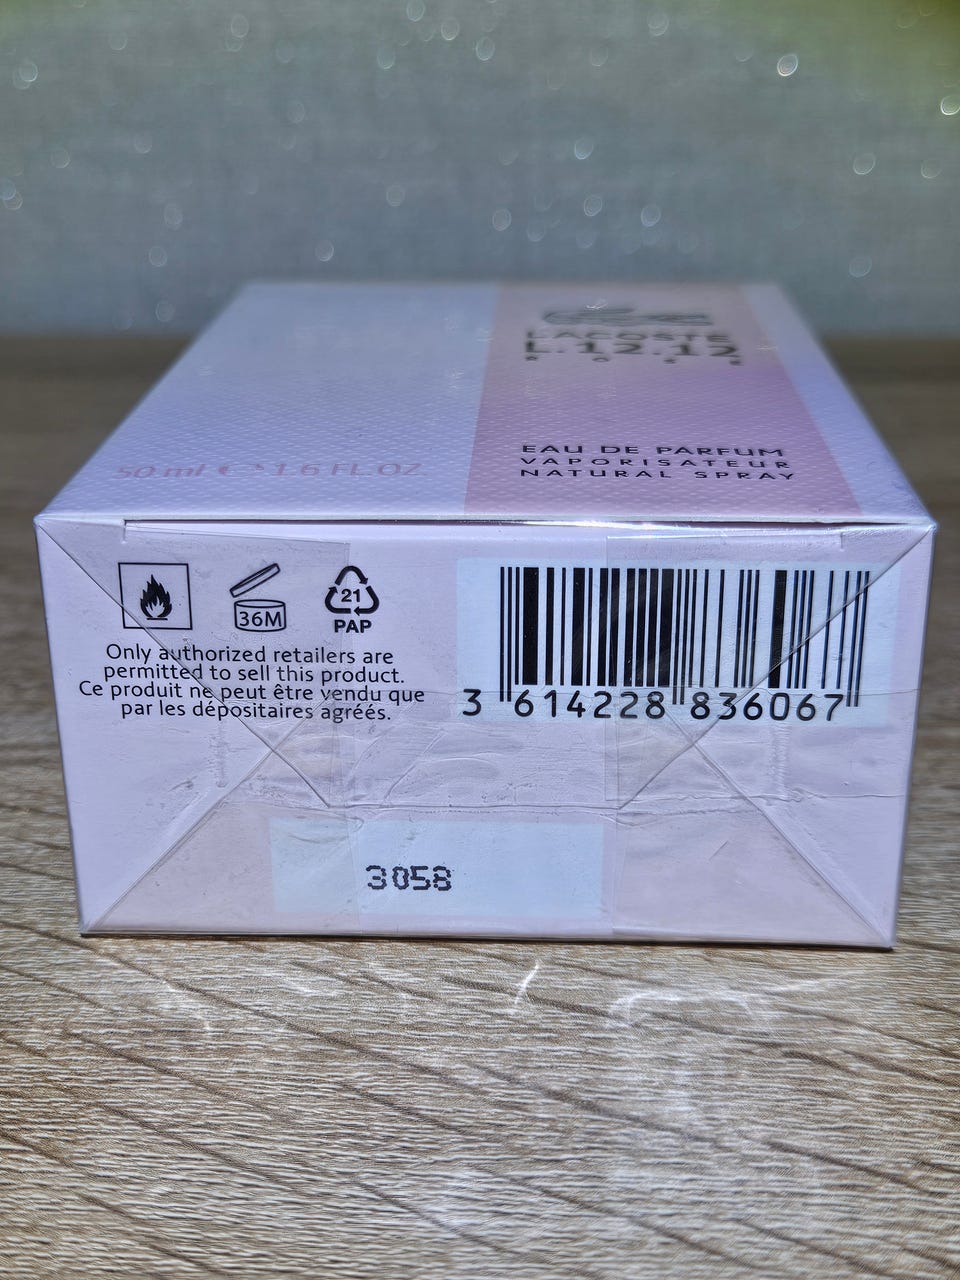 LACOSTE
L.12.12
50 ml e 1.6 FL OZ
EAU DE PARFUM
VAPORISATEUR
NATURAL SPRAY
36M
21
PAP
Only authorized retailers are
permitted to sell this product.
Ce produit ne peut être vendu que
par les dépositaires agréés.
3 614228 836067
3058